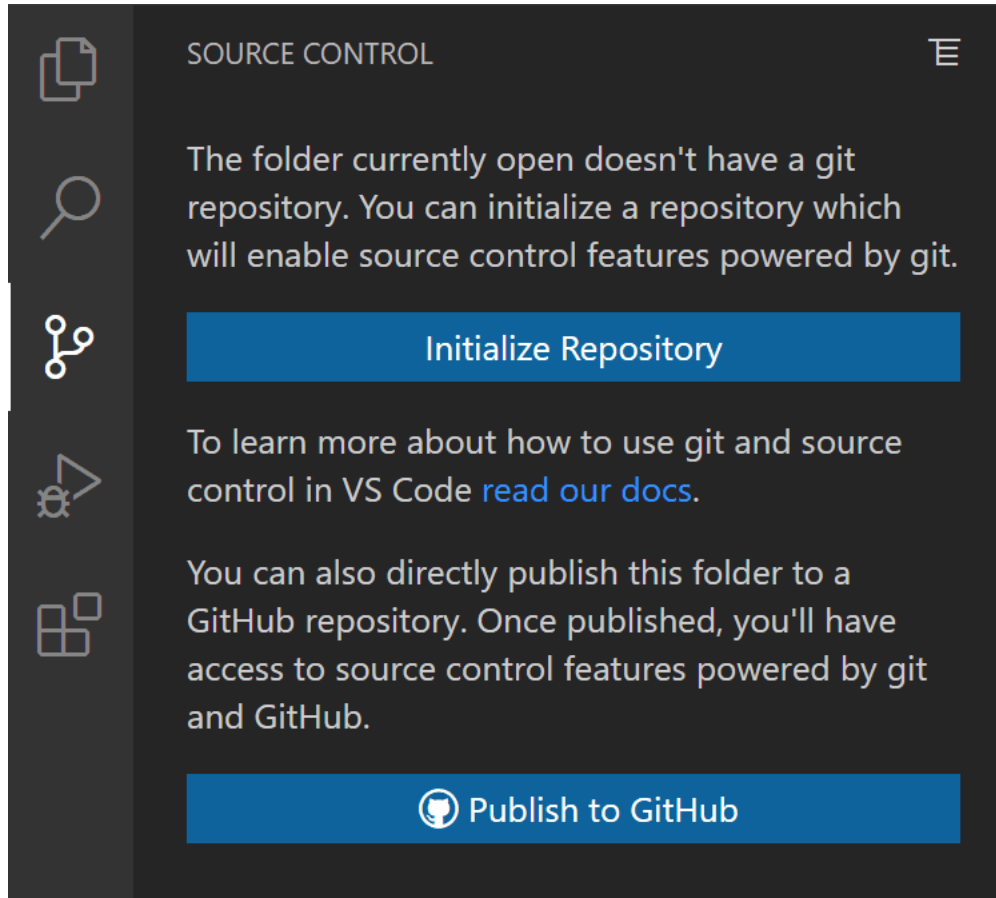 SOURCE CONTROL
The folder currently open doesn't have a git
repository. You can initialize a repository which
will enable source control features powered by git.
Initialize Repository
To learn more about how to use git and source
control in VS Code read our docs.
You can also directly publish this folder to a
GitHub repository. Once published, you'll have
access to source control features powered by git
and GitHub.
Publish to GitHub